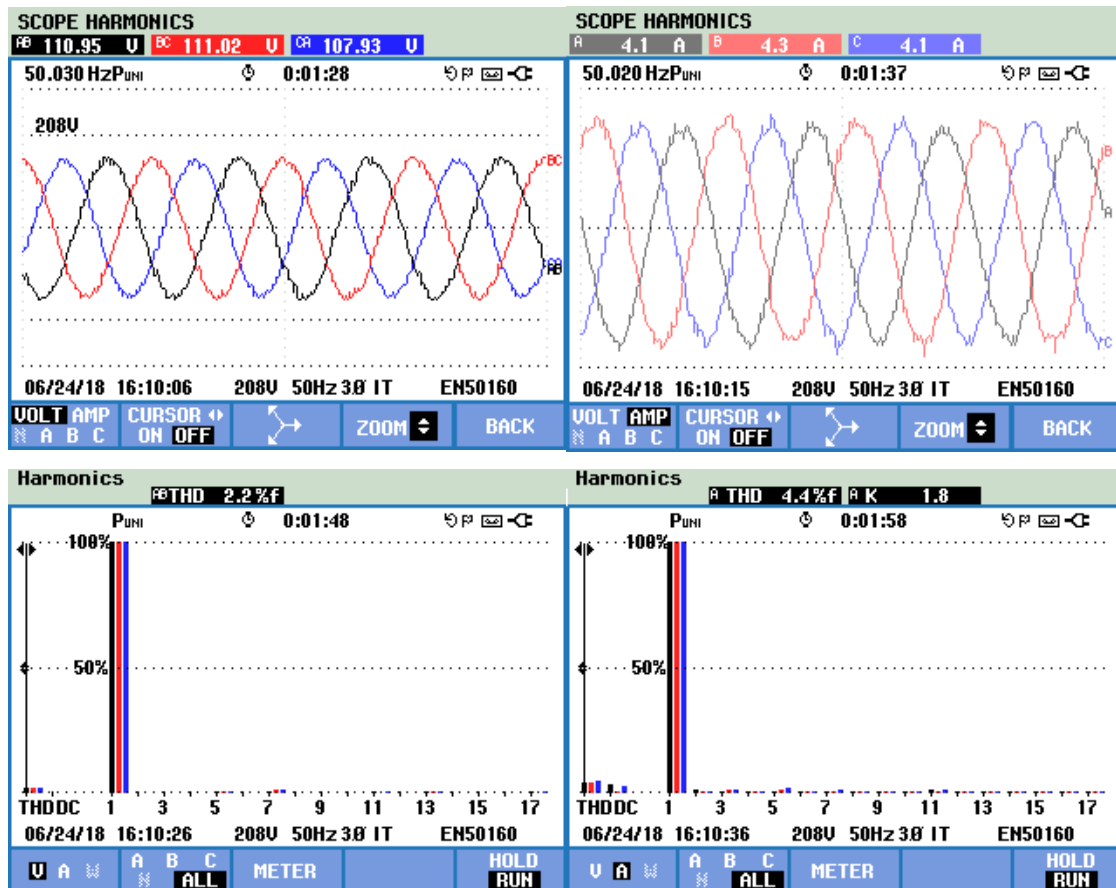 SCOPE HARMONICS
AB 110.95 V BC 111.02 V CA 107.93 V
50.030 Hz PUNI 0:01:28
208V
BC
CA
AB
06/24/18 16:10:06 208V 50Hz 3Ø IT EN50160
VOLT AMP CURSOR
N A B C ON OFF ZOOM BACK
SCOPE HARMONICS
A 4.1 A B 4.3 A C 4.1 A
50.020 Hz PUNI 0:01:37
B
A
C
06/24/18 16:10:15 208V 50Hz 3Ø IT EN50160
VOLT AMP CURSOR
N A B C ON OFF ZOOM BACK
Harmonics
AB THD 2.2 %f
PUNI 0:01:48
100%
50%
THD DC 1 3 5 7 9 11 13 15 17
06/24/18 16:10:26 208V 50Hz 3Ø IT EN50160
V A W A B C N ALL METER HOLD RUN
Harmonics
A THD 4.4 %f A K 1.8
PUNI 0:01:58
100%
50%
THD DC 1 3 5 7 9 11 13 15 17
06/24/18 16:10:36 208V 50Hz 3Ø IT EN50160
V A W A B C N ALL METER HOLD RUN